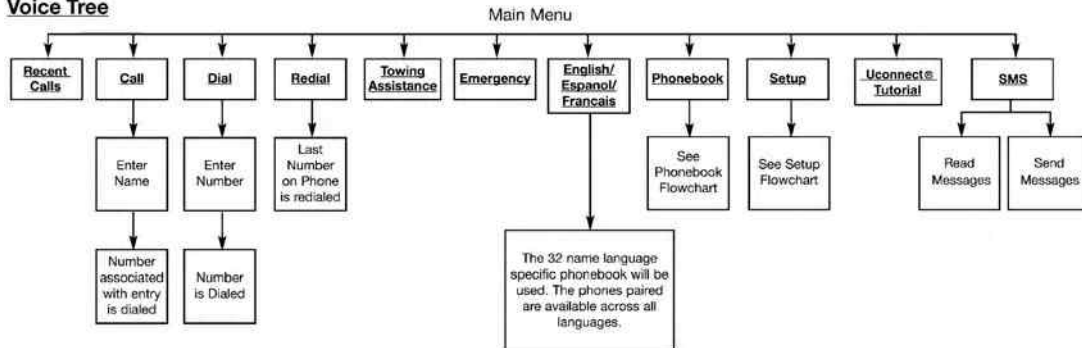 Voice Tree
Main Menu
Recent
Calls
Call
Dial
Redial
Towing
Assistance
Emergency
English/
Espanol/
Francais
Phonebook
Setup
Uconnect®
Tutorial
SMS
Enter
Name
Enter
Number
Last
Number
on Phone
is redialed
See
Phonebook
Flowchart
See Setup
Flowchart
Read
Messages
Send
Messages
Number
associated
with entry
is dialed
Number
is Dialed
The 32 name language
specific phonebook will be
used. The phones paired
are available across all
languages.